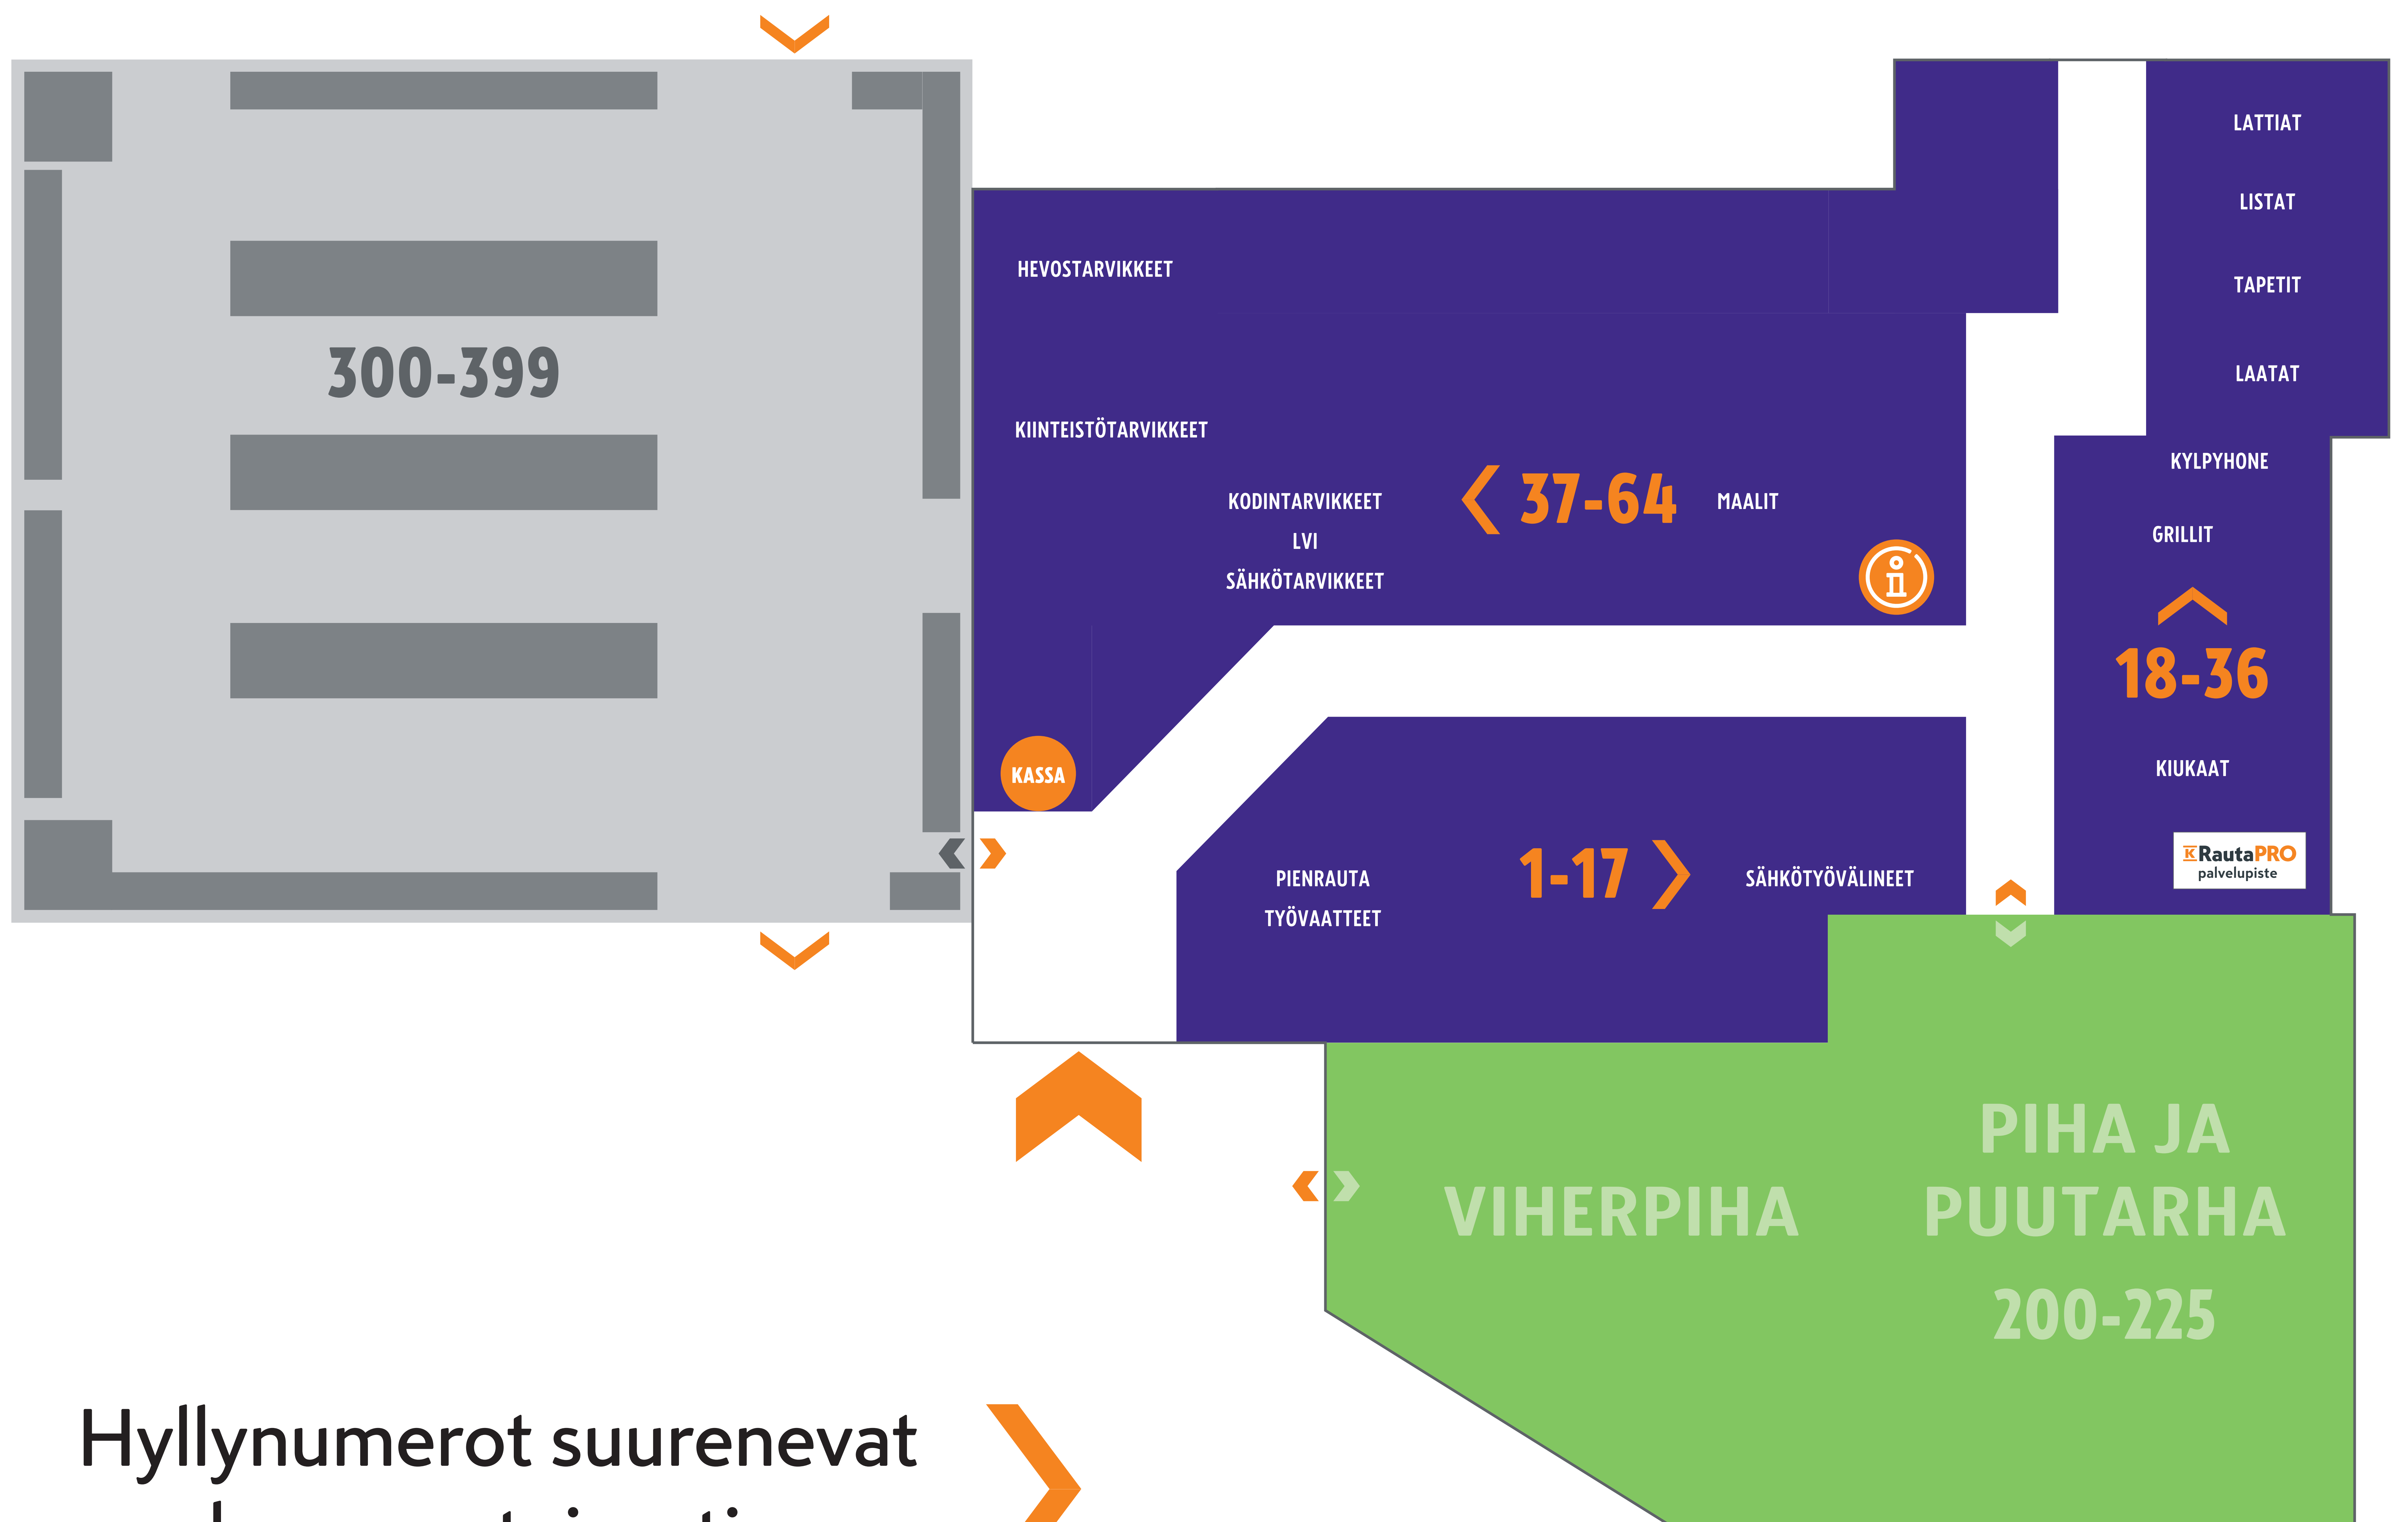 LATTIAT
LISTAT
TAPETIT
LAATAT
HEVOSTARVIKKEET
300-399
KIINTEISTÖTARVIKKEET
KYLPYHONE
KODINTARVIKKEET
LVI
SÄHKÖTARVIKKEET
37-64
MAALIT
GRILLIT
18-36
KIUKAAT
KASSA
K RautaPRO
palvelupiste
PIENRAUTA
TYÖVAATTEET
1-17
SÄHKÖTYÖVÄLINEET
VIHERPIHA
PIHA JA
PUUTARHA
200-225
Hyllynumerot suurenevat